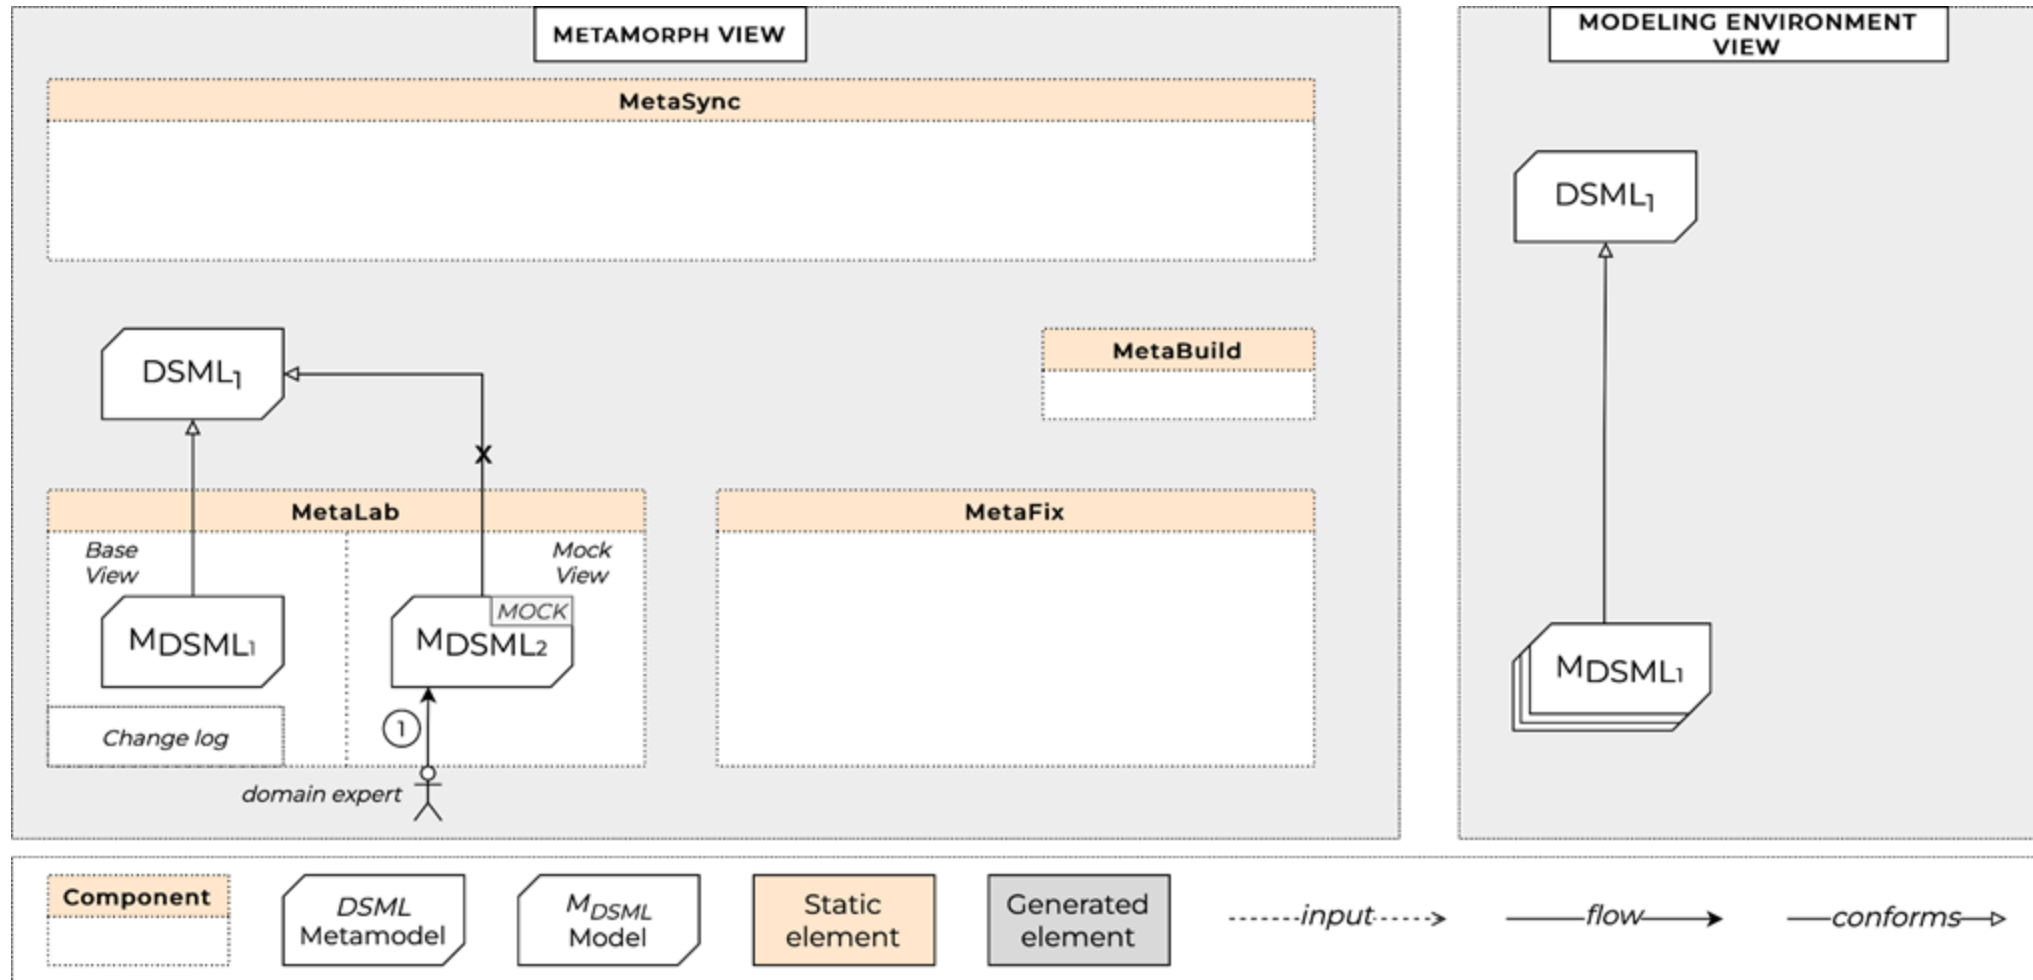 METAMORPH VIEW
MODELING ENVIRONMENT
VIEW
MetaSync
DSML1
DSML1
MetaBuild
X
MetaLab
MetaFix
Base
View
Mock
View
MOCK
MDSML1
MDSML2
MDSML1
1
Change log
domain expert
Component
DSML
Metamodel
MDSML
Model
Static
element
Generated
element
input
flow
conforms